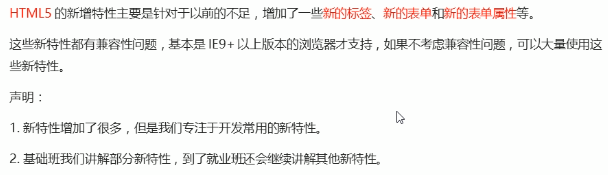 HTML5 的新增特性主要是针对于以前的不足，增加了一些新的标签、新的表单和新的表单属性等。
这些新特性都有兼容性问题，基本是 IE9+ 以上版本的浏览器才支持，如果不考虑兼容性问题，可以大量使用这
些新特性。
声明：
1. 新特性增加了很多，但是我们专注于开发常用的新特性。
2. 基础班我们讲解部分新特性，到了就业班还会继续讲解其他新特性。